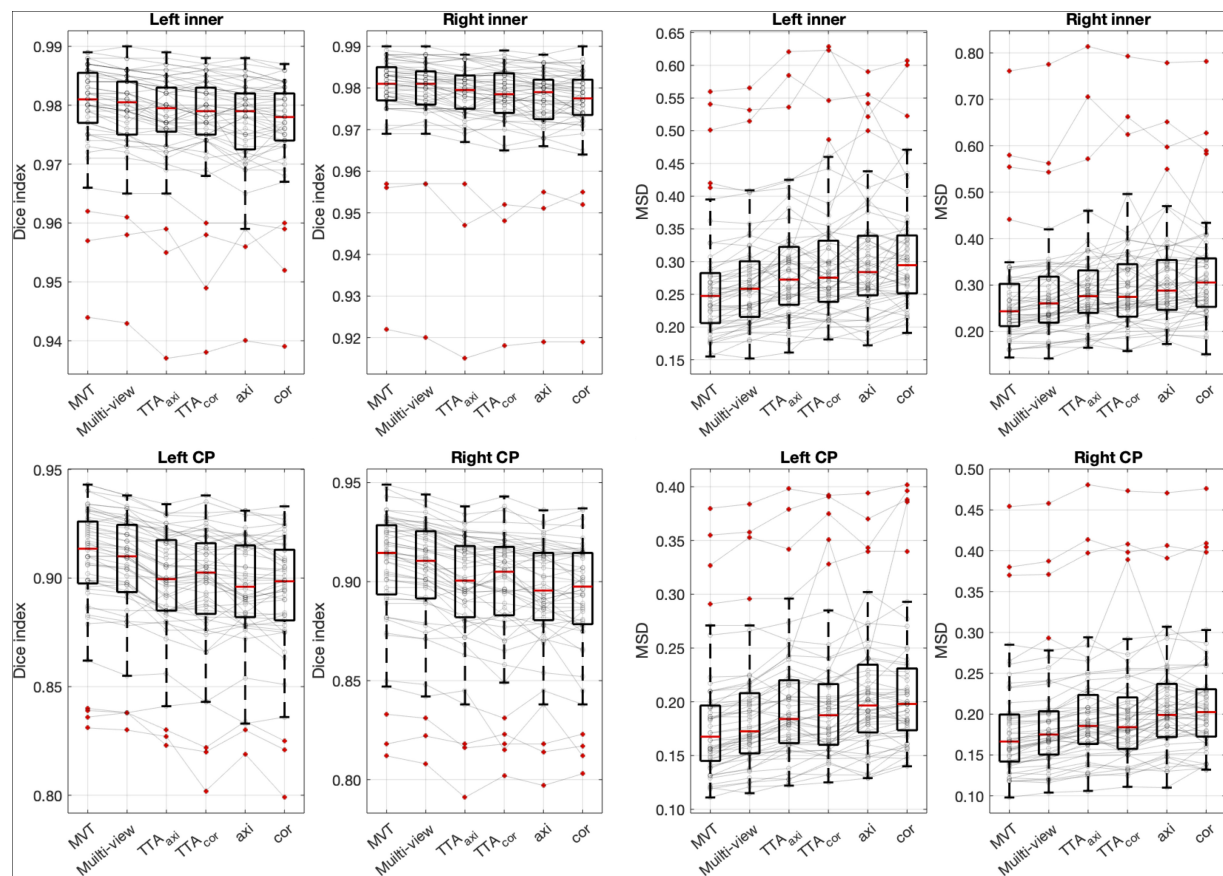 Left inner
Right inner
Left inner
Right inner
0.99
0.98
0.97
0.96
0.95
0.94
Dice index
MVT
Muilti-view
TTAaxi
TTAcor
axi
cor
0.99
0.98
0.97
0.96
0.95
0.94
0.93
0.92
Dice index
MVT
Muilti-view
TTAaxi
TTAcor
axi
cor
0.65
0.60
0.55
0.50
0.45
0.40
0.35
0.30
0.25
0.20
0.15
MSD
MVT
Muilti-view
TTAaxi
TTAcor
axi
cor
0.80
0.70
0.60
0.50
0.40
0.30
0.20
MSD
MVT
Muilti-view
TTAaxi
TTAcor
axi
cor
Left CP
Right CP
Left CP
Right CP
0.95
0.90
0.85
0.80
Dice index
MVT
Muilti-view
TTAaxi
TTAcor
axi
cor
0.95
0.90
0.85
0.80
Dice index
MVT
Muilti-view
TTAaxi
TTAcor
axi
cor
0.40
0.35
0.30
0.25
0.20
0.15
0.10
MSD
MVT
Muilti-view
TTAaxi
TTAcor
axi
cor
0.50
0.45
0.40
0.35
0.30
0.25
0.20
0.15
0.10
MSD
MVT
Muilti-view
TTAaxi
TTAcor
axi
cor